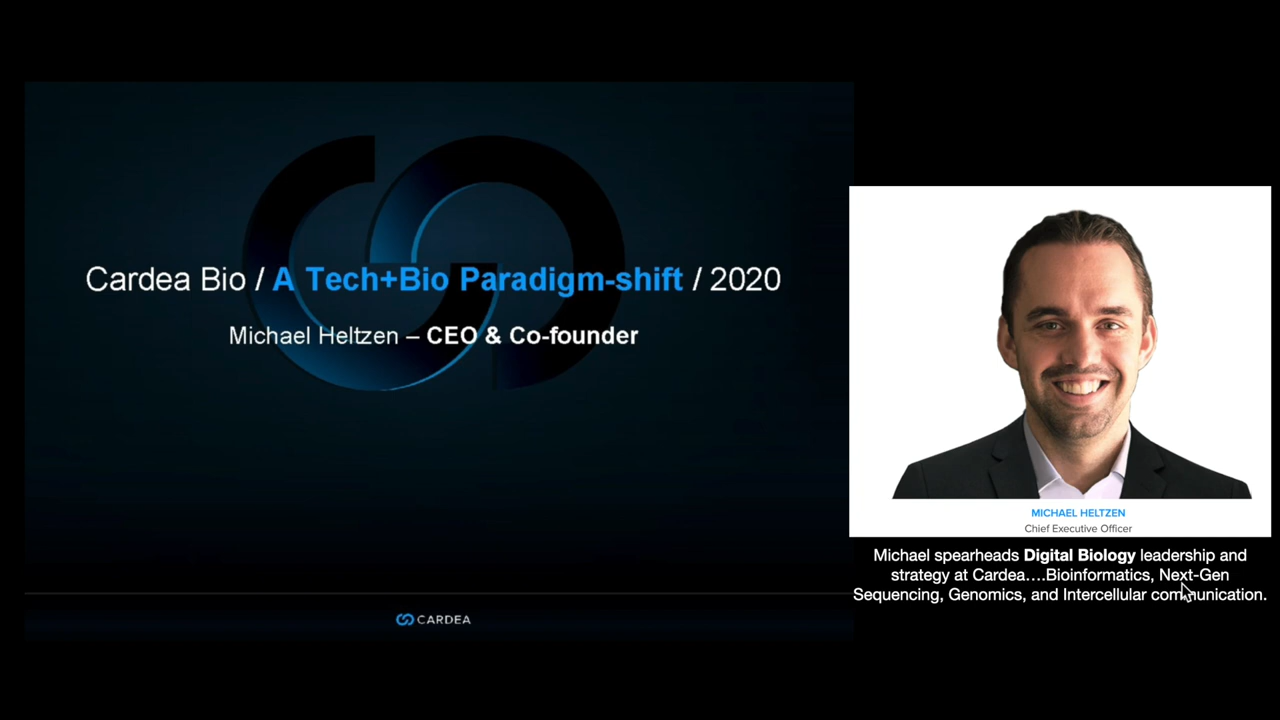 Cardea Bio / A Tech+Bio Paradigm-shift / 2020
Michael Heltzen – CEO & Co-founder
CARDEA
MICHAEL HELTZEN
Chief Executive Officer
Michael spearheads Digital Biology leadership and
strategy at Cardea….Bioinformatics, Next-Gen
Sequencing, Genomics, and Intercellular communication.